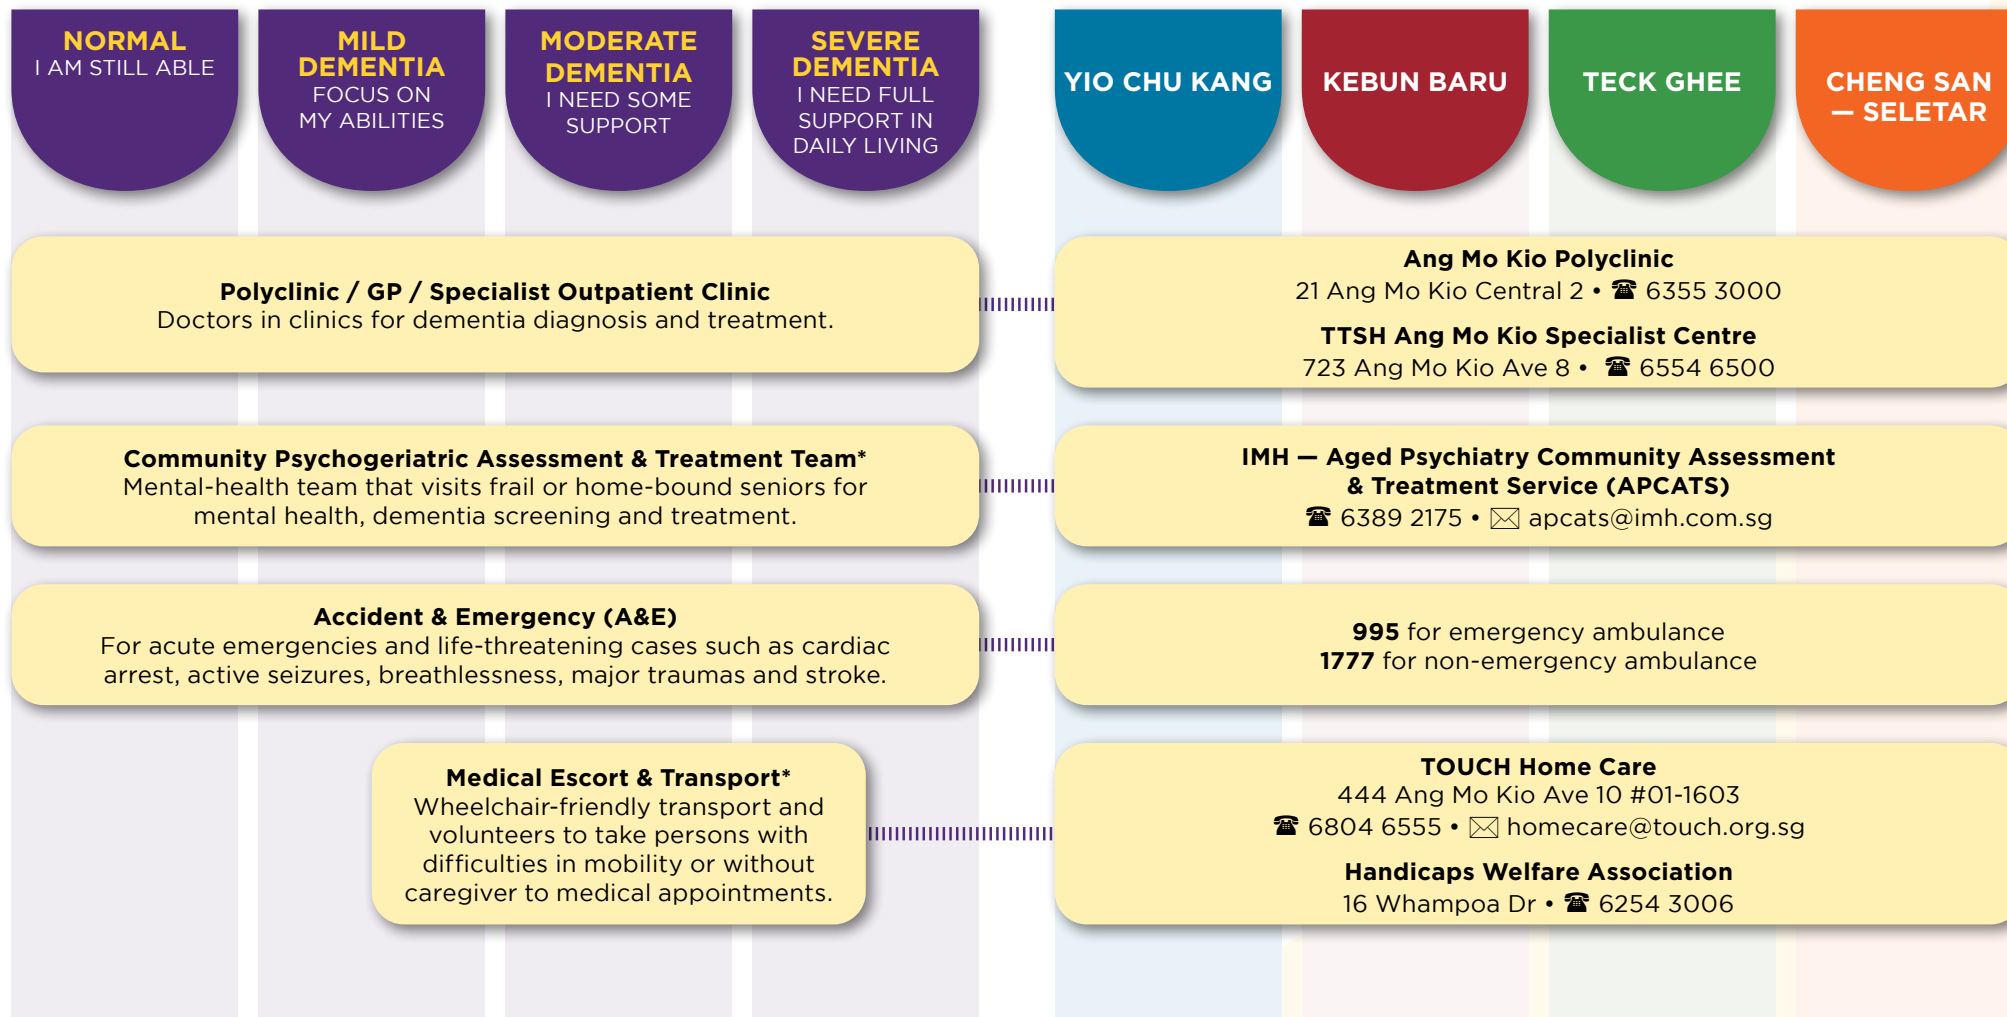 NORMAL
I AM STILL ABLE
MILD
DEMENTIA
FOCUS ON
MY ABILITIES
MODERATE
DEMENTIA
I NEED SOME
SUPPORT
SEVERE
DEMENTIA
I NEED FULL
SUPPORT IN
DAILY LIVING
YIO CHU KANG
KEBUN BARU
TECK GHEE
CHENG SAN
— SELETAR
Polyclinic / GP / Specialist Outpatient Clinic
Doctors in clinics for dementia diagnosis and treatment.
Ang Mo Kio Polyclinic
21 Ang Mo Kio Central 2 • ☎ 6355 3000
TTSH Ang Mo Kio Specialist Centre
723 Ang Mo Kio Ave 8 • ☎ 6554 6500
Community Psychogeriatric Assessment & Treatment Team*
Mental-health team that visits frail or home-bound seniors for
mental health, dementia screening and treatment.
IMH — Aged Psychiatry Community Assessment
& Treatment Service (APCATS)
☎ 6389 2175 • ✉ apcats@imh.com.sg
Accident & Emergency (A&E)
For acute emergencies and life-threatening cases such as cardiac
arrest, active seizures, breathlessness, major traumas and stroke.
995 for emergency ambulance
1777 for non-emergency ambulance
Medical Escort & Transport*
Wheelchair-friendly transport and
volunteers to take persons with
difficulties in mobility or without
caregiver to medical appointments.
TOUCH Home Care
444 Ang Mo Kio Ave 10 #01-1603
☎ 6804 6555 • ✉ homecare@touch.org.sg
Handicaps Welfare Association
16 Whampoa Dr • ☎ 6254 3006